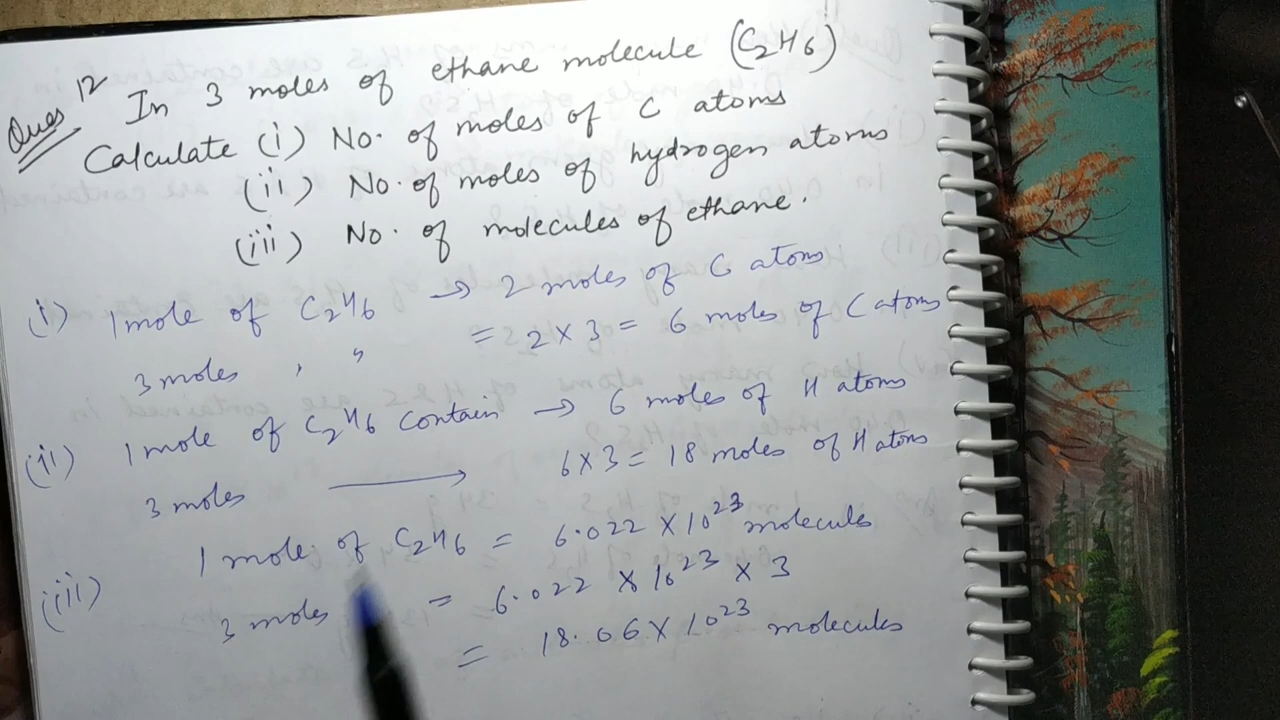 Ques 12 In 3 moles of ethane molecule (C2H6)
Calculate (i) No. of moles of C atoms
(ii) No. of moles of hydrogen atoms
(iii) No. of molecules of ethane.
(i) 1 mole of C2H6 → 2 moles of C atoms
3 moles , " = 2 × 3 = 6 moles of C atoms
(ii) 1 mole of C2H6 contain → 6 moles of H atoms
3 moles → 6 × 3 = 18 moles of H atoms
(iii) 1 mole of C2H6 = 6.022 × 10^23 molecules
3 moles = 6.022 × 10^23 × 3
= 18.06 × 10^23 molecules